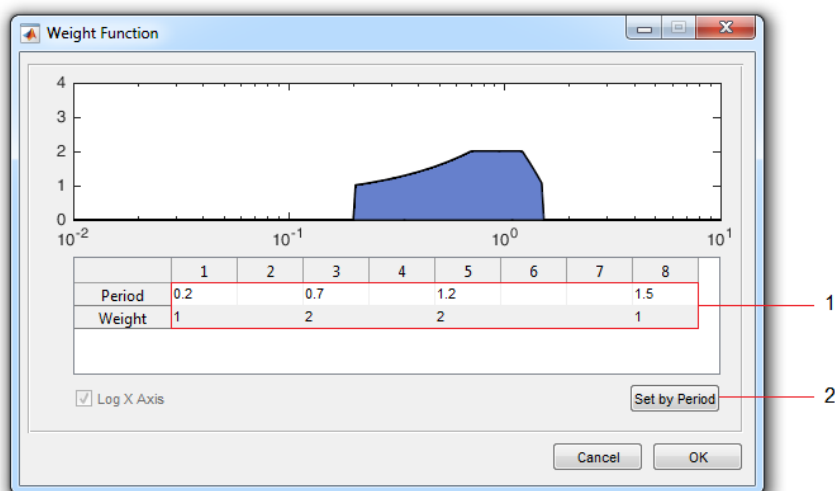 Weight Function
4
3
2
1
0
10-2 10-1 100 101
1 2 3 4 5 6 7 8
Period 0.2 0.7 1.2 1.5
Weight 1 2 2 1
1
Log X Axis
Set by Period
2
Cancel OK